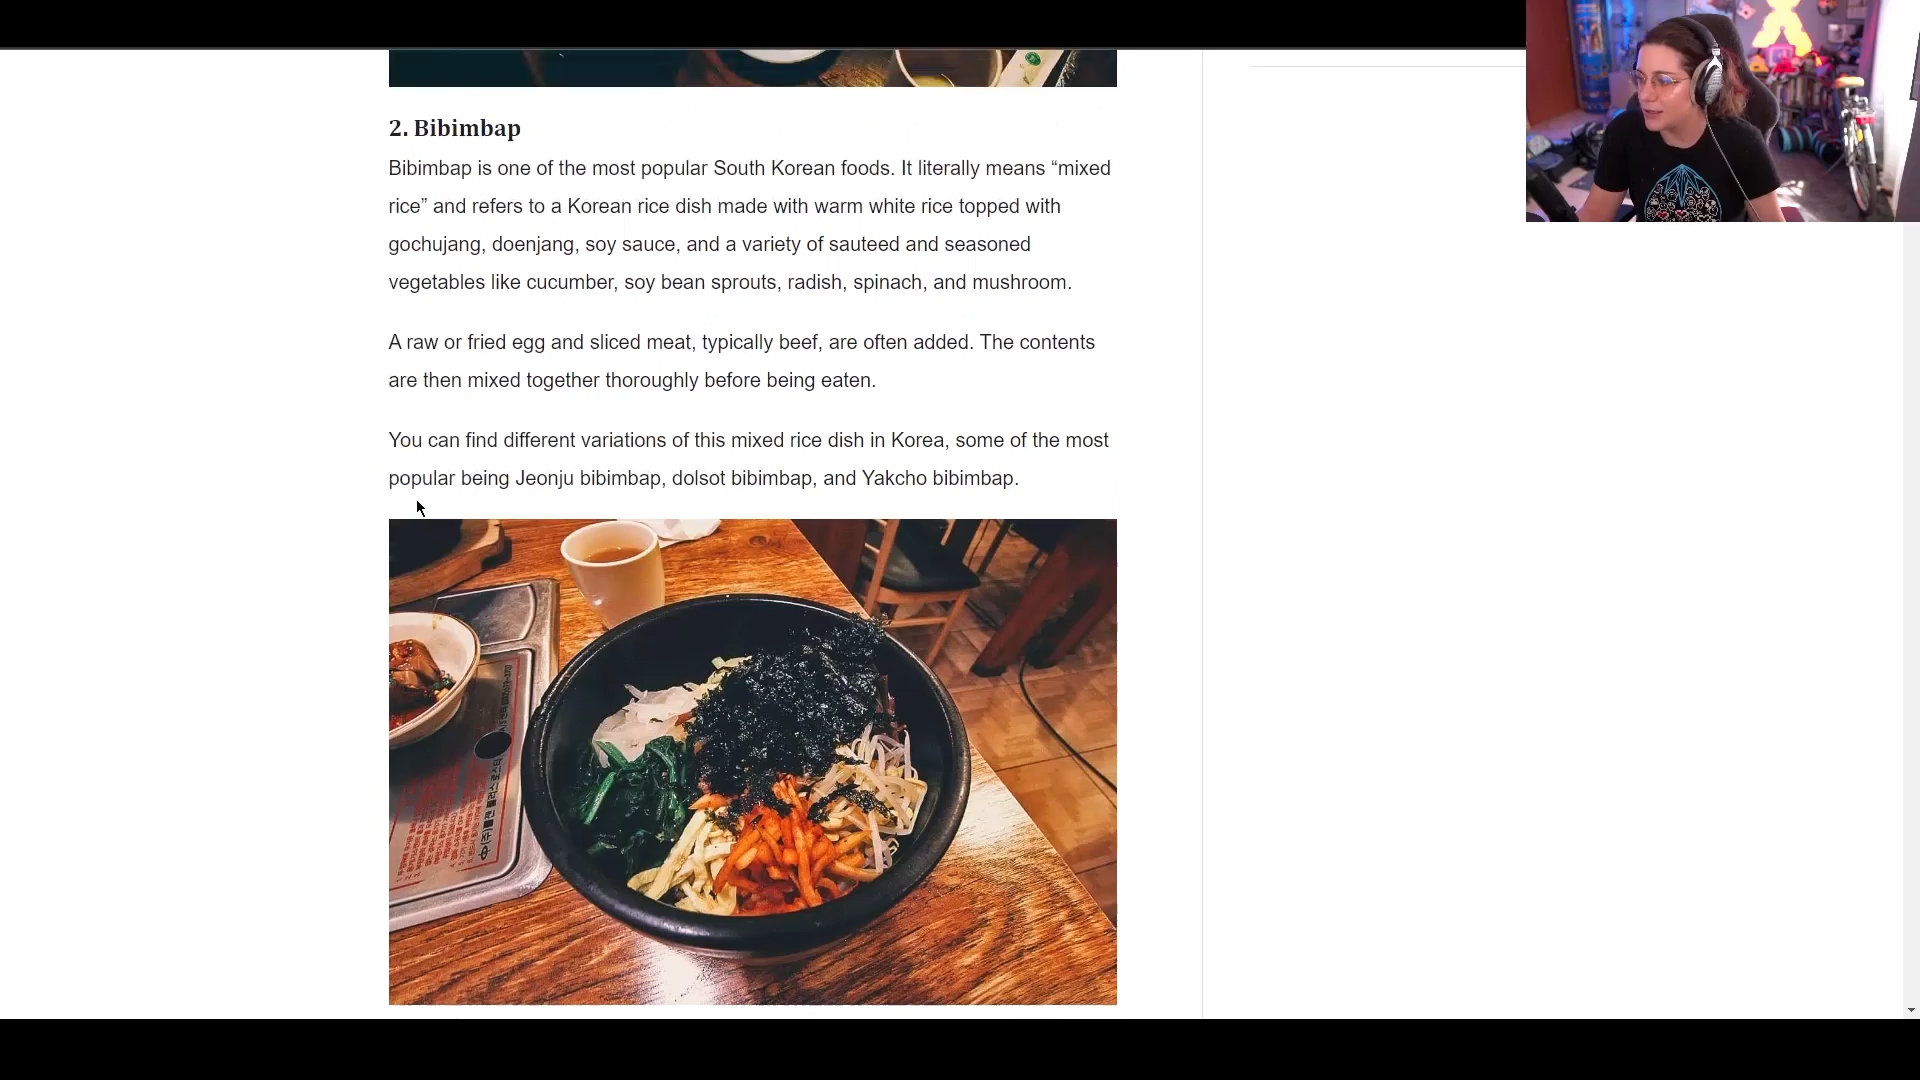 2. Bibimbap
Bibimbap is one of the most popular South Korean foods. It literally means “mixed
rice” and refers to a Korean rice dish made with warm white rice topped with
gochujang, doenjang, soy sauce, and a variety of sauteed and seasoned
vegetables like cucumber, soy bean sprouts, radish, spinach, and mushroom.
A raw or fried egg and sliced meat, typically beef, are often added. The contents
are then mixed together thoroughly before being eaten.
You can find different variations of this mixed rice dish in Korea, some of the most
popular being Jeonju bibimbap, dolsot bibimbap, and Yakcho bibimbap.